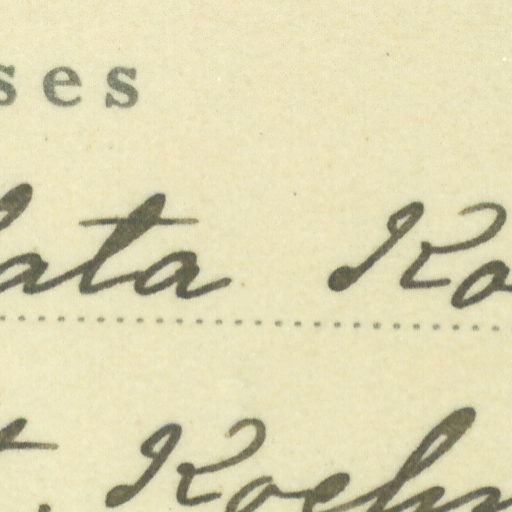 ses
lata Ko
t. Koehn